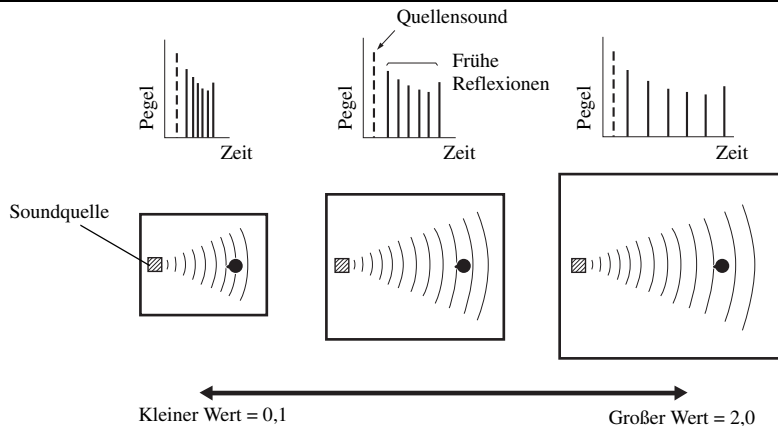 Quellensound
Frühe
Reflexionen
Pegel
Zeit
Pegel
Zeit
Pegel
Zeit
Soundquelle
Kleiner Wert = 0,1
Großer Wert = 2,0